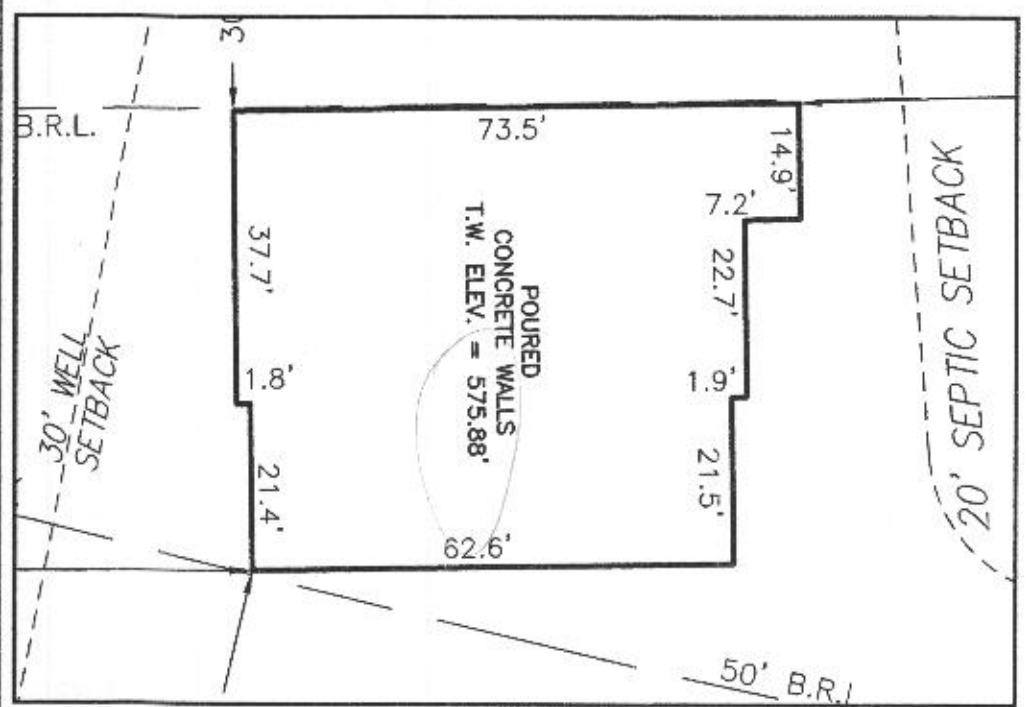 30
B.R.L.
73.5'
14.9'
7.2'
37.7'
22.7'
POURED
CONCRETE WALLS
T.W. ELEV. = 575.88'
20' SEPTIC SETBACK
30' WELL
SETBACK
1.8'
1.9'
21.4'
21.5'
62.6'
50' B.R.